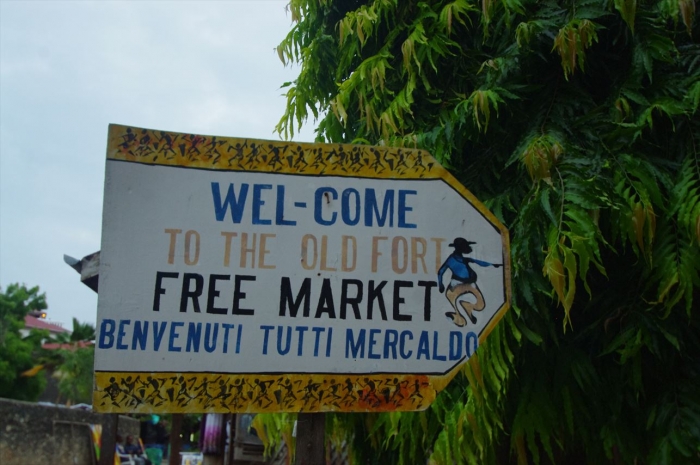 WEL-COME
TO THE OLD FORT
FREE MARKET
BENVENUTI TUTTI MERCALDO